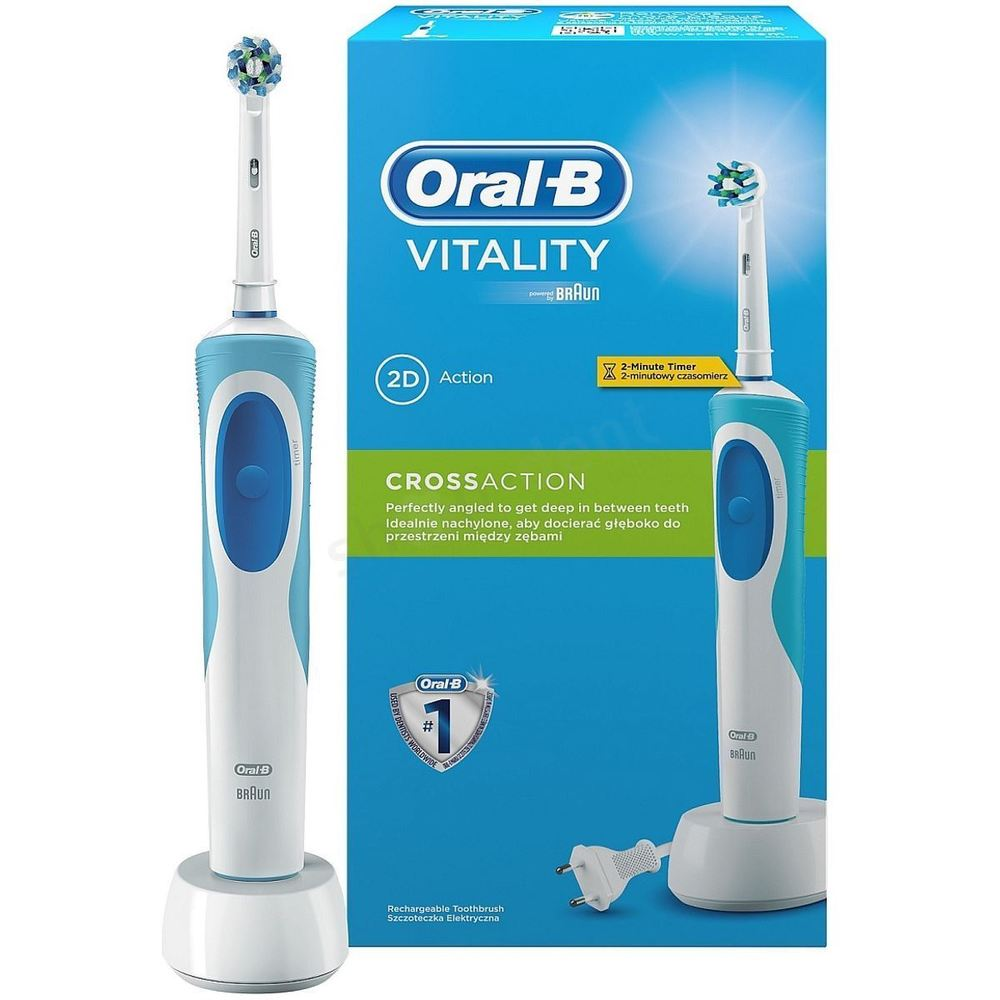 Oral-B
VITALITY
powered by BRAUN
2D Action
2-Minute Timer
2-minutowy czasomierz
CROSSACTION
Perfectly angled to get deep in between teeth
Idealnie nachylone, aby docierać głęboko do
przestrzeni między zębami
timer
timer
Oral-B
Oral-B
Oral-B
#1
USED BY DENTISTS WORLDWIDE
Oral-B
BRAUN
Oral-B
BRAUN
Rechargeable Toothbrush
Szczoteczka Elektryczna